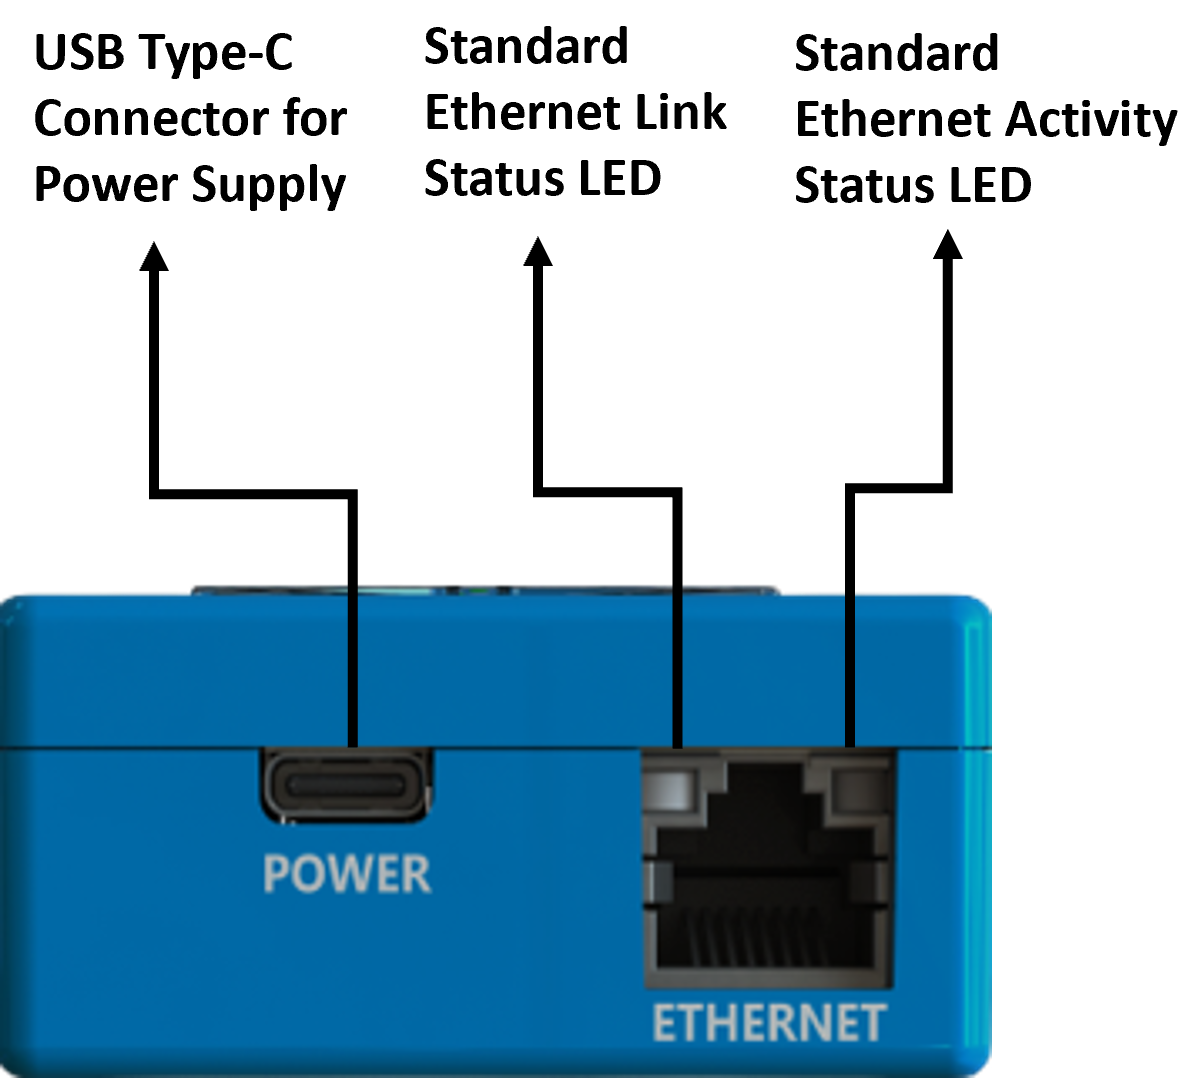 USB Type-C
Connector for
Power Supply
Standard
Ethernet Link
Status LED
Standard
Ethernet Activity
Status LED
POWER
ETHERNET